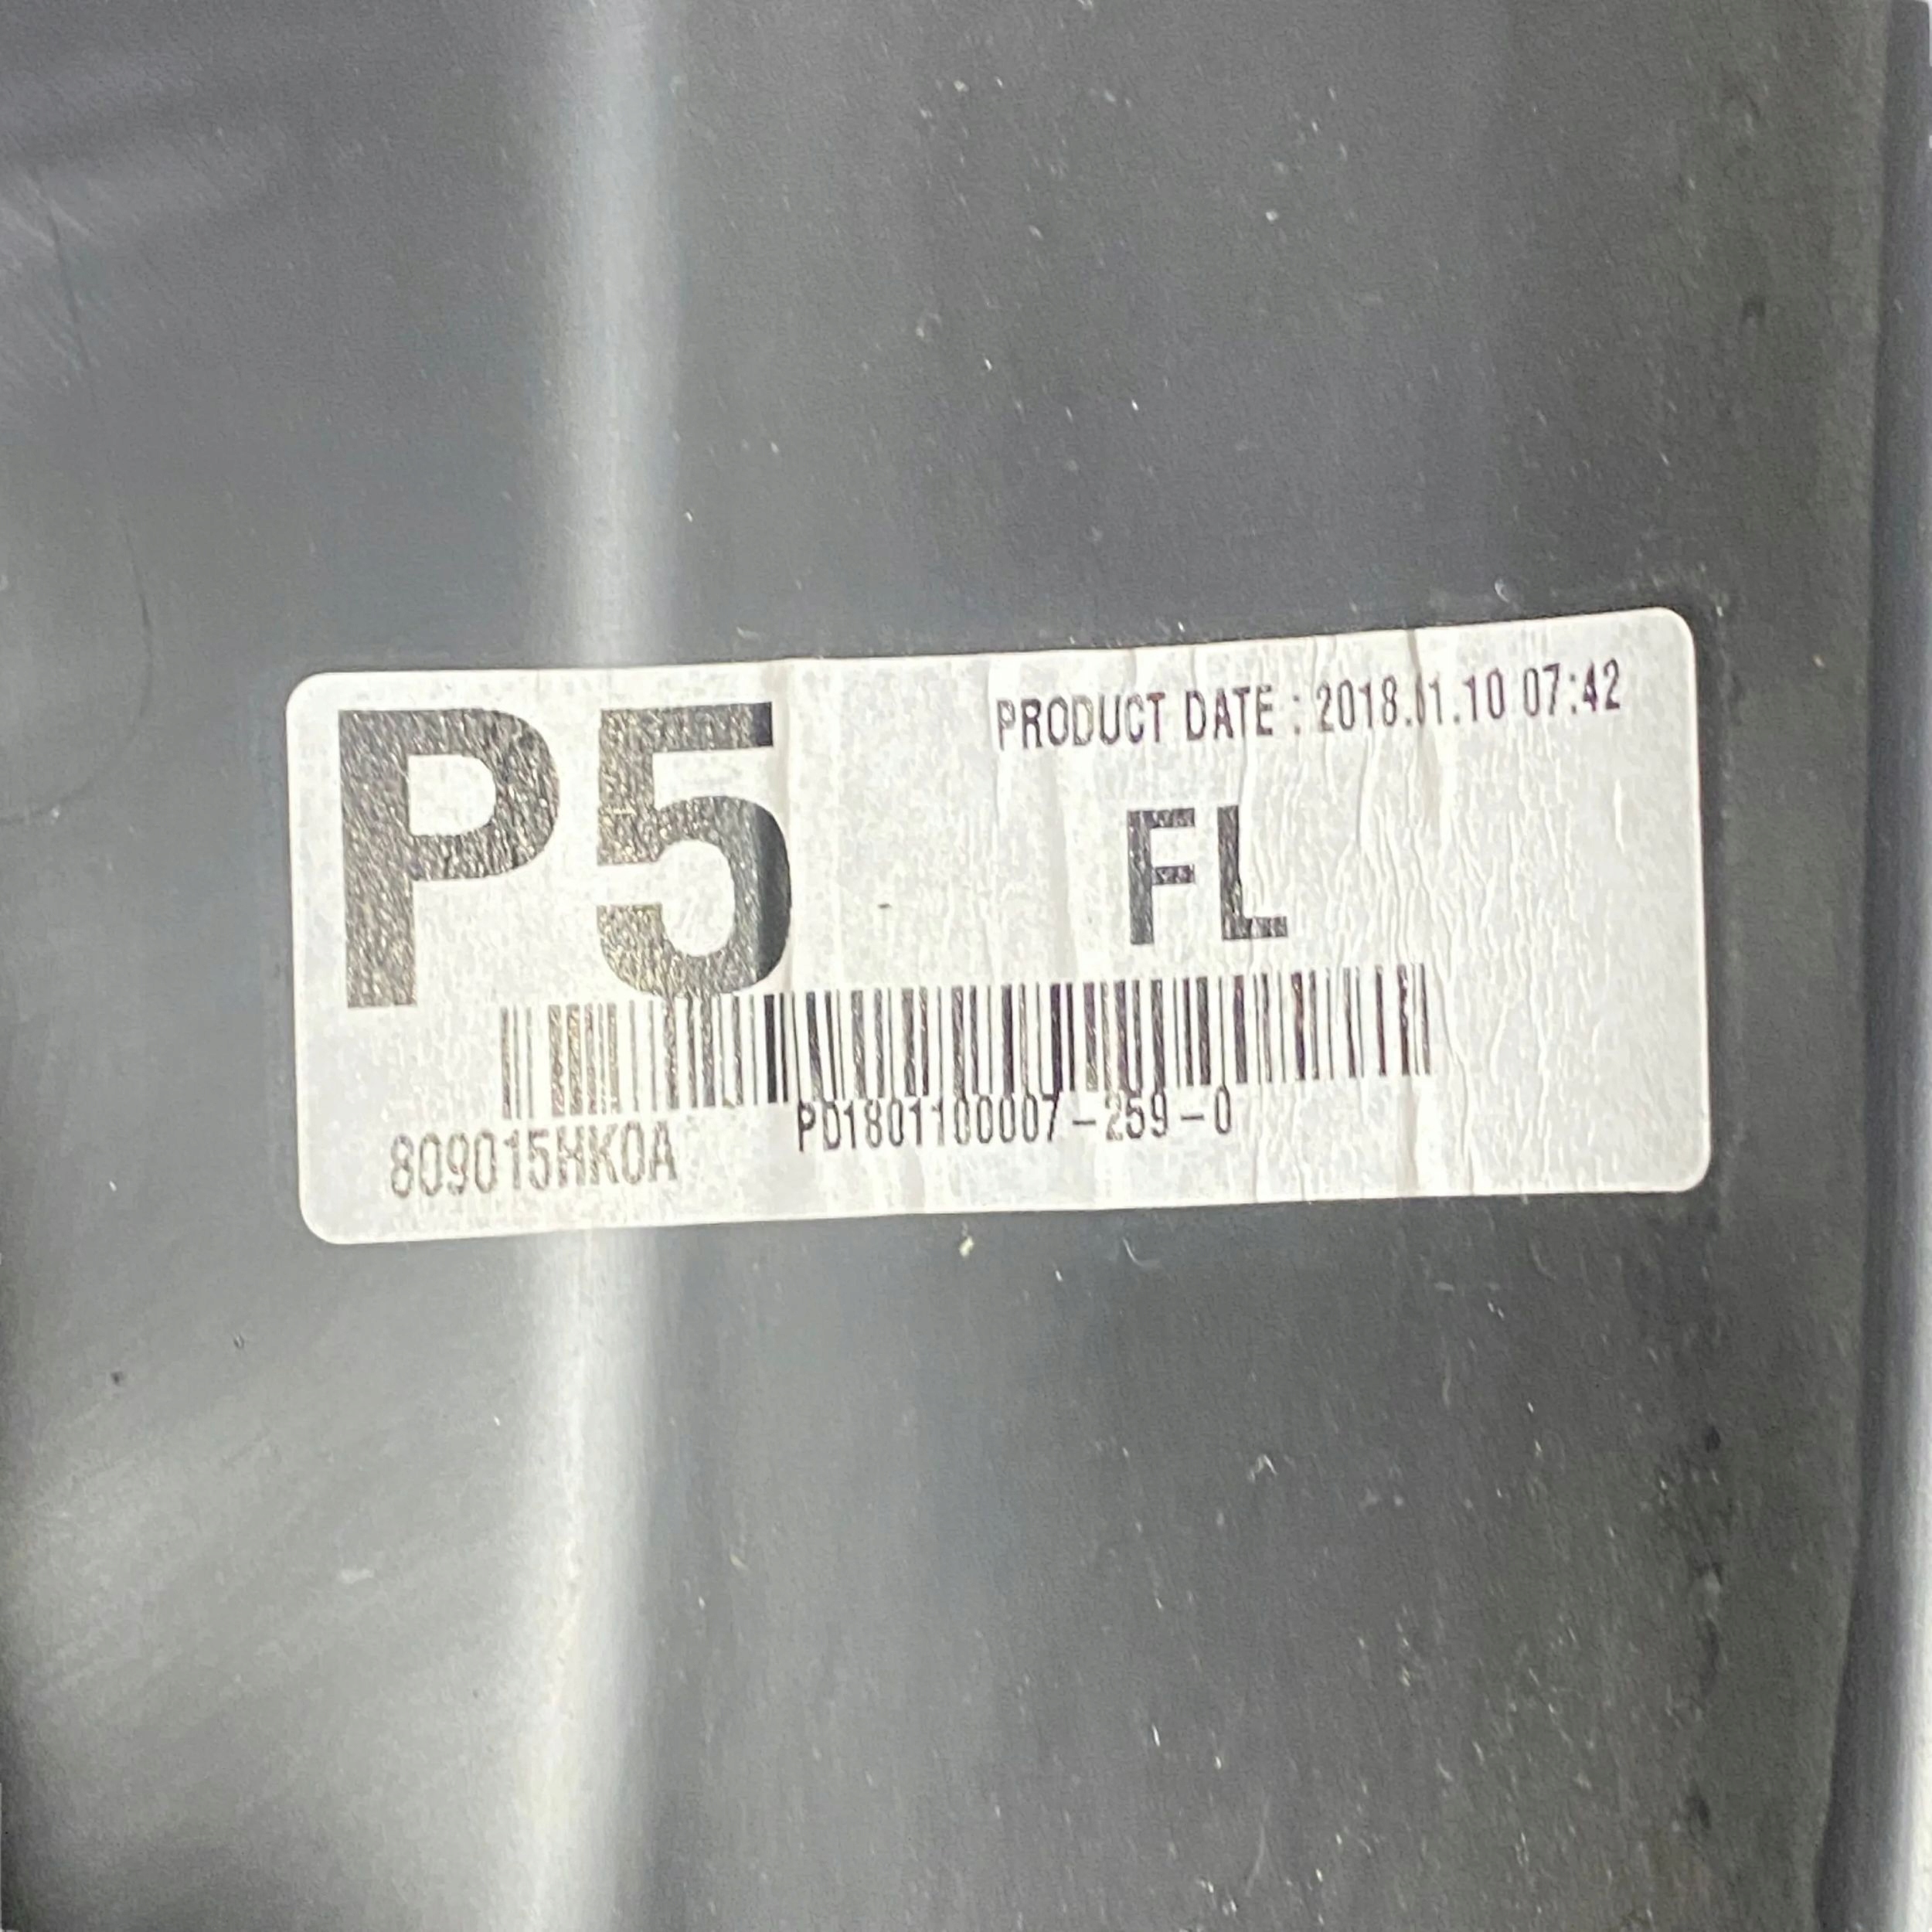 P5
PRODUCT DATE : 2018.01.10 07:42
FL
PD1801100007-259-0
809015HK0A